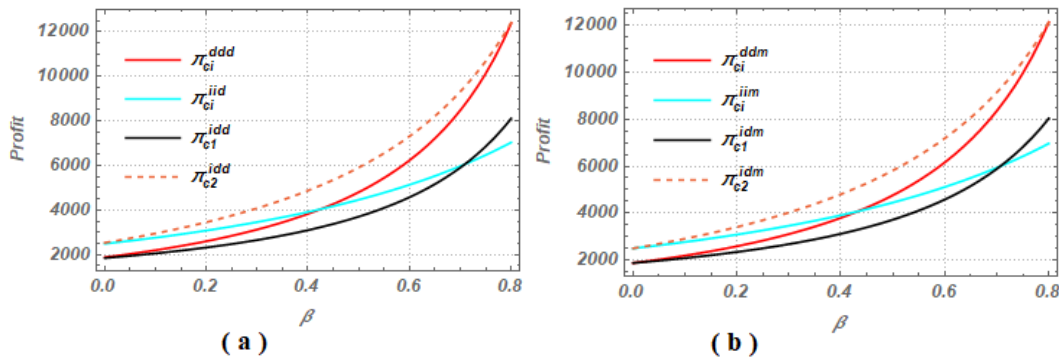 12000
10000
8000
6000
4000
2000
Profit
π_ci^ddd
π_ci^iid
π_c1^idd
π_c2^idd
0.0 0.2 0.4 0.6 0.8
β
( a )
12000
10000
8000
6000
4000
2000
Profit
π_ci^ddm
π_ci^iim
π_c1^idm
π_c2^idm
0.0 0.2 0.4 0.6 0.8
β
( b )